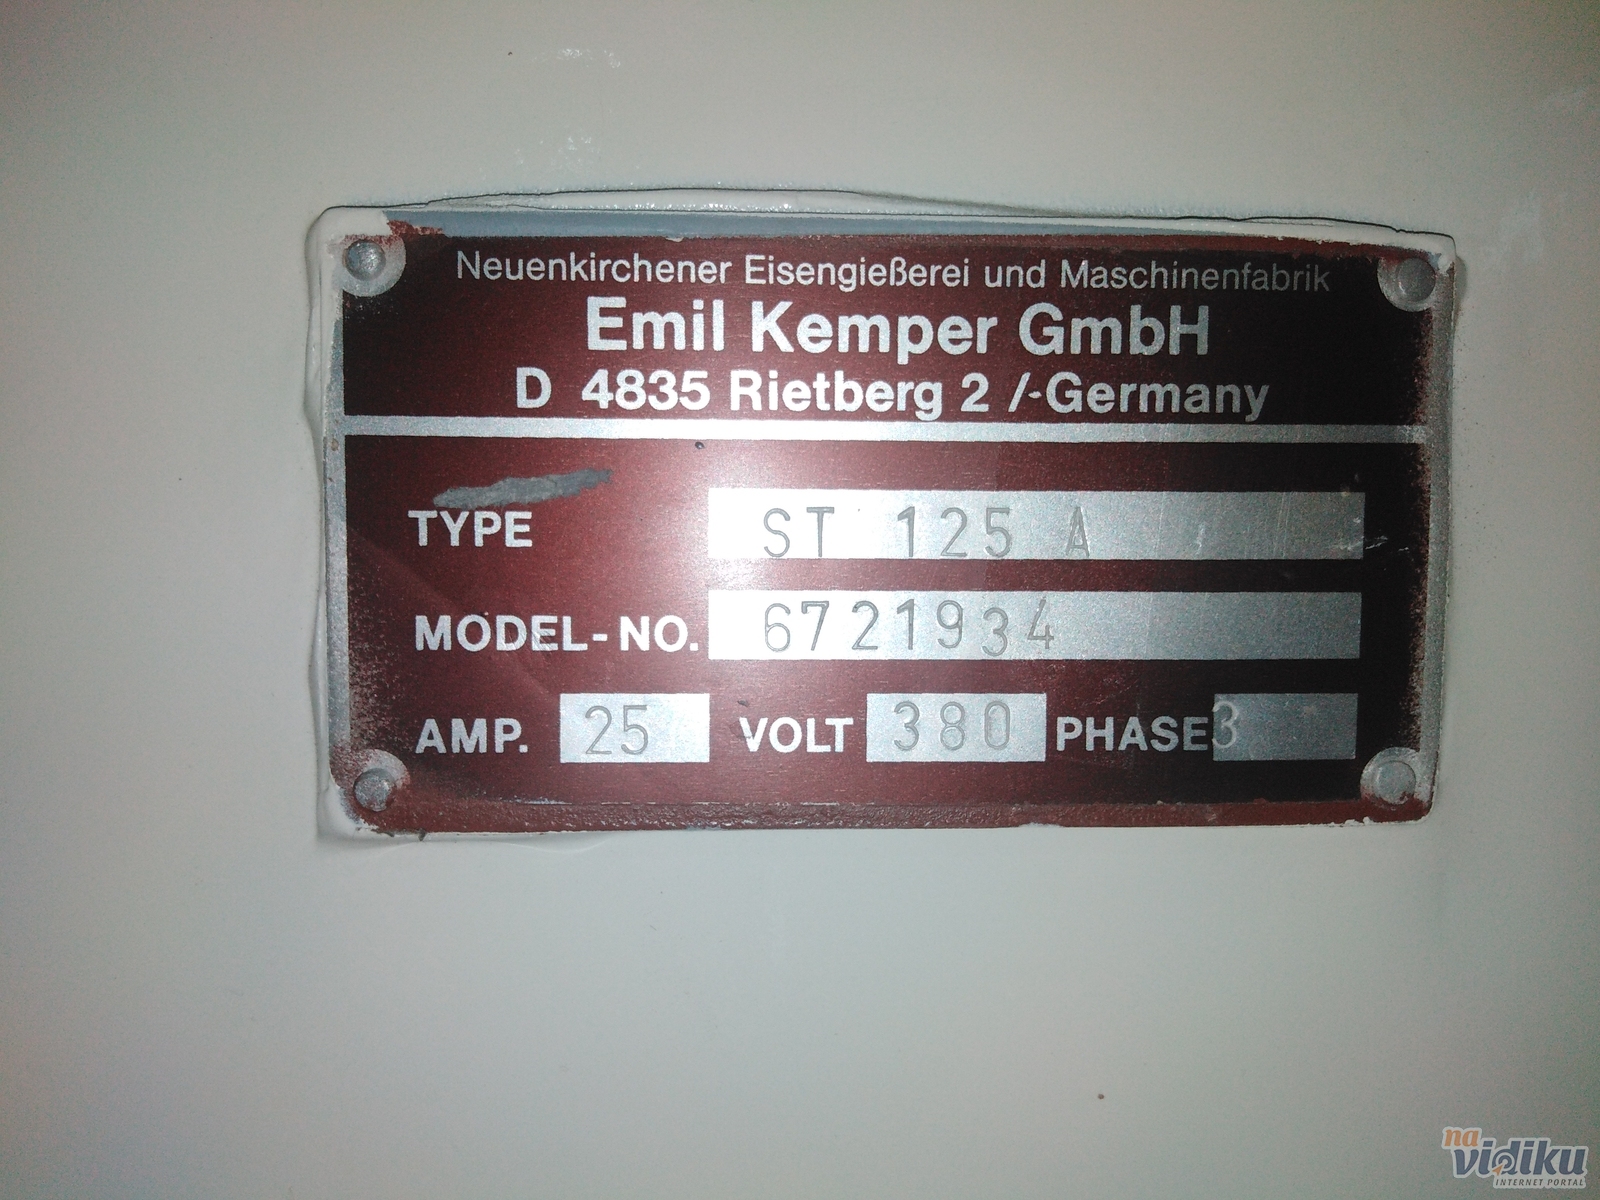 Neuenkirchener Eisengießerei und Maschinenfabrik
Emil Kemper GmbH
D 4835 Rietberg 2 /-Germany
TYPE ST 125 A
MODEL-NO. 6721934
AMP. 25 VOLT 380 PHASE 3
na
vidiku
INTERNET PORTAL